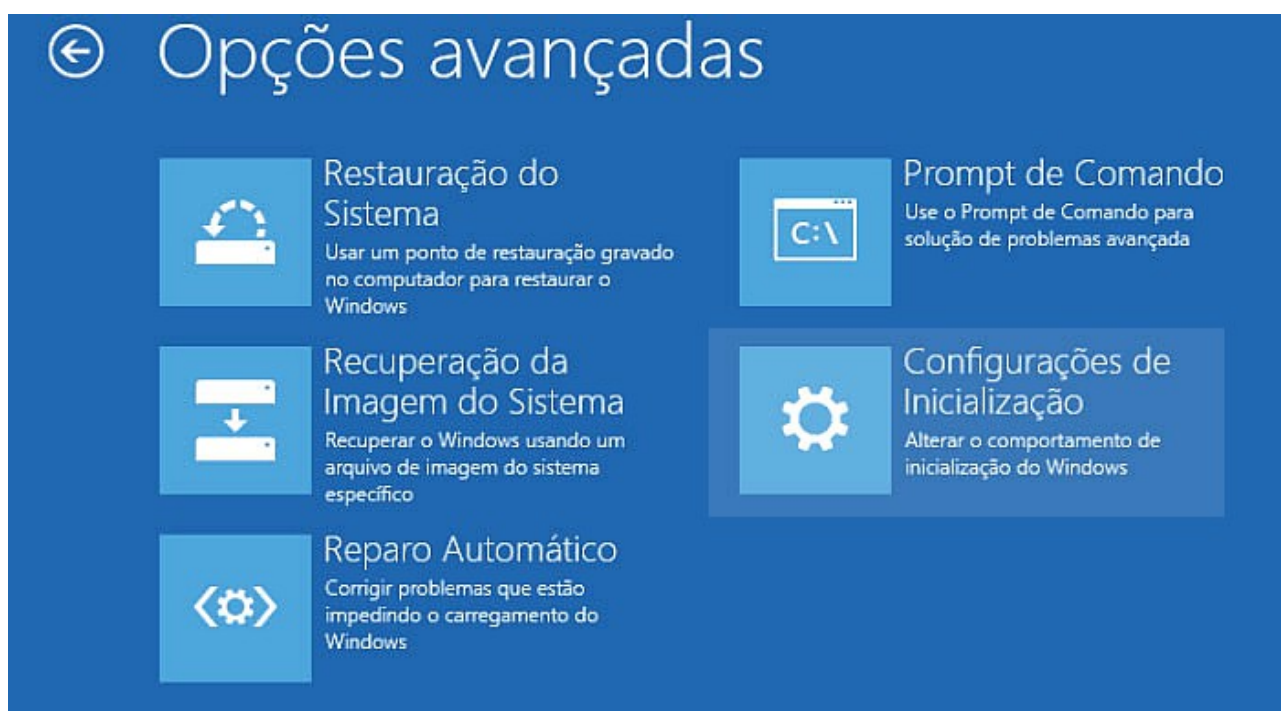 Opções avançadas
Restauração do
Sistema
Usar um ponto de restauração gravado
no computador para restaurar o
Windows
Recuperação da
Imagem do Sistema
Recuperar o Windows usando um
arquivo de imagem do sistema
específico
Reparo Automático
Corrigir problemas que estão
impedindo o carregamento do
Windows
Prompt de Comando
Use o Prompt de Comando para
solução de problemas avançada
C:\
Configurações de
Inicialização
Alterar o comportamento de
inicialização do Windows